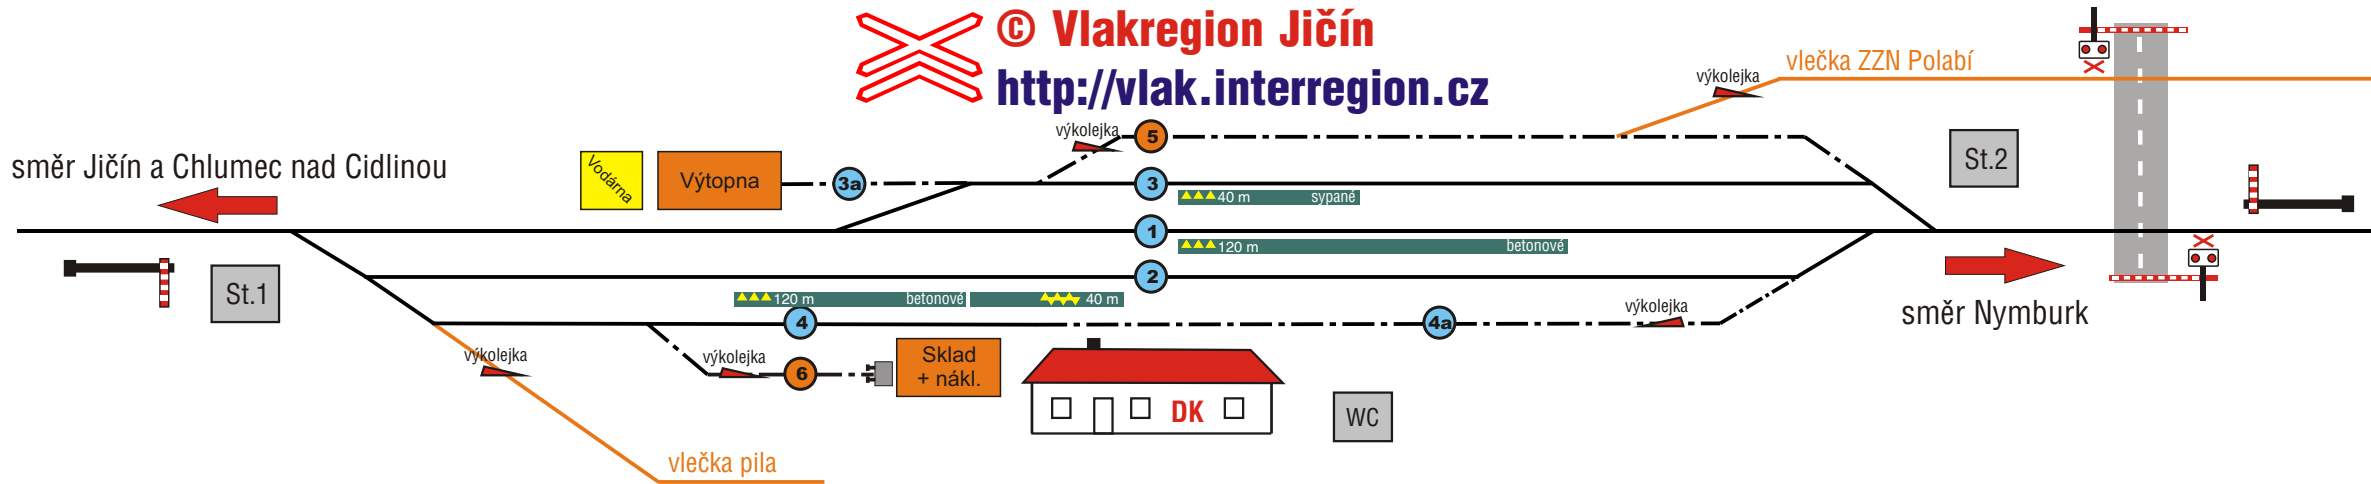 © Vlakregion Jičín
http://vlak.interregion.cz
vlečka ZZN Polabí
výkolejka
výkolejka
5
St.2
směr Jičín a Chlumec nad Cidlinou
Vodárna
Výtopna
3a
3
40 m sypané
1
120 m betonové
St.1
2
směr Nymburk
120 m betonové 40 m
4
4a
výkolejka
výkolejka
výkolejka
6
Sklad
+ nákl.
DK
WC
vlečka pila